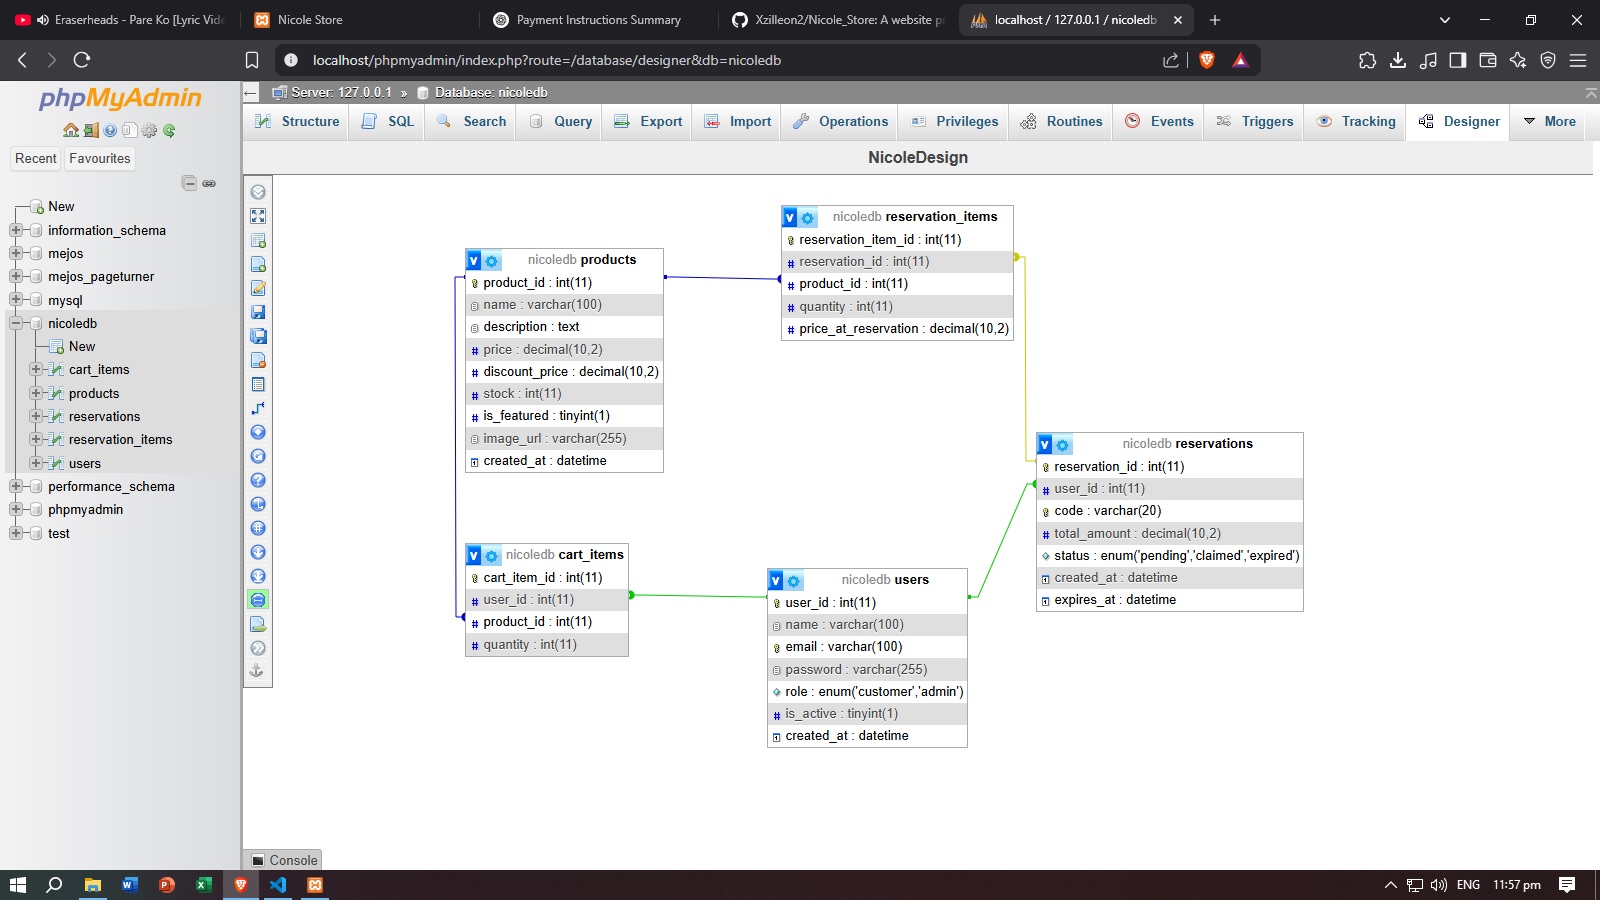 Eraserheads - Pare Ko [Lyric Vide
Nicole Store
Payment Instructions Summary
Xzilleon2/Nicole_Store: A website pr
localhost / 127.0.0.1 / nicoledb
localhost/phpmyadmin/index.php?route=/database/designer&db=nicoledb
phpMyAdmin
Recent
Favourites
New
information_schema
mejos
mejos_pageturner
mysql
nicoledb
New
cart_items
products
reservations
reservation_items
users
performance_schema
phpmyadmin
test
Server: 127.0.0.1 » Database: nicoledb
Structure
SQL
Search
Query
Export
Import
Operations
Privileges
Routines
Events
Triggers
Tracking
Designer
More
NicoleDesign
nicoledb products
product_id : int(11)
name : varchar(100)
description : text
price : decimal(10,2)
discount_price : decimal(10,2)
stock : int(11)
is_featured : tinyint(1)
image_url : varchar(255)
created_at : datetime
nicoledb reservation_items
reservation_item_id : int(11)
reservation_id : int(11)
product_id : int(11)
quantity : int(11)
price_at_reservation : decimal(10,2)
nicoledb reservations
reservation_id : int(11)
user_id : int(11)
code : varchar(20)
total_amount : decimal(10,2)
status : enum('pending','claimed','expired')
created_at : datetime
expires_at : datetime
nicoledb cart_items
cart_item_id : int(11)
user_id : int(11)
product_id : int(11)
quantity : int(11)
nicoledb users
user_id : int(11)
name : varchar(100)
email : varchar(100)
password : varchar(255)
role : enum('customer','admin')
is_active : tinyint(1)
created_at : datetime
Console
ENG
11:57 pm